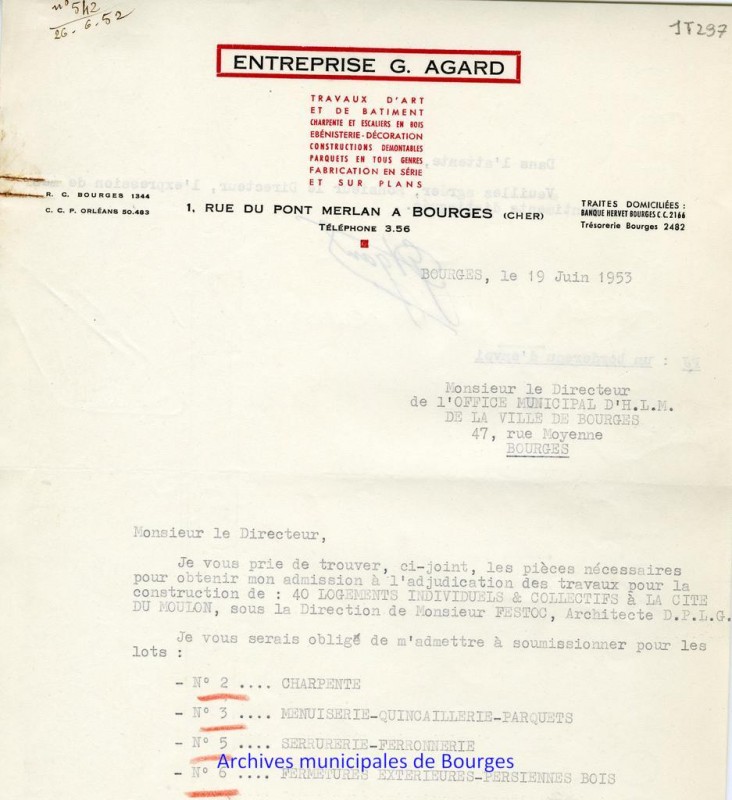 n° 542
26. 6. 52
1T297
ENTREPRISE G. AGARD
TRAVAUX D'ART
ET DE BATIMENT
CHARPENTE ET ESCALIERS EN BOIS
EBÉNISTERIE-DÉCORATION
CONSTRUCTIONS DEMONTABLES
PARQUETS EN TOUS GENRES
FABRICATION EN SÉRIE
ET SUR PLANS
R. C. BOURGES 1344
C. C. P. ORLÉANS 50.483
1, RUE DU PONT MERLAN A BOURGES (CHER)
TÉLÉPHONE 3.56
TRAITES DOMICILIÉES :
BANQUE HERVET BOURGES C.C. 2166
Trésorerie Bourges 2482
BOURGES, le 19 Juin 1953
Monsieur le Directeur
de l'OFFICE MUNICIPAL D'H.L.M.
DE LA VILLE DE BOURGES
47, rue Moyenne
BOURGES
Monsieur le Directeur,
Je vous prie de trouver, ci-joint, les pièces nécessaires
pour obtenir mon admission à l'adjudication des travaux pour la
construction de : 40 LOGEMENTS INDIVIDUELS & COLLECTIFS à LA CITE
DU MOULON, sous la Direction de Monsieur FESTOC, Architecte D.P.L.G.
Je vous serais obligé de m'admettre à soumissionner pour les
lots :
- N° 2 .... CHARPENTE
- N° 3 .... MENUISERIE-QUINCAILLERIE-PARQUETS
- N° 5 .... SERRURERIE-FERRONNERIE
- N° 6 .... FERMETURES EXTERIEURES-PERSIENNES BOIS
Archives municipales de Bourges